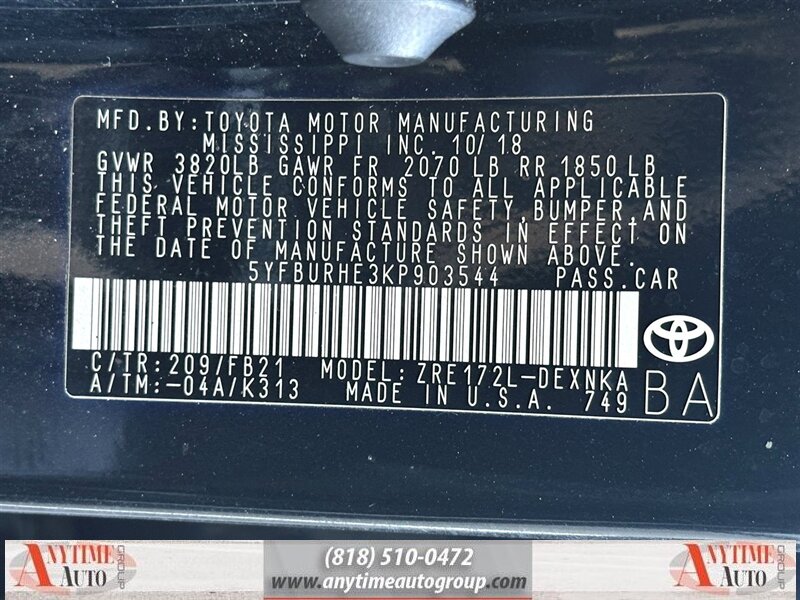 MFD.BY:TOYOTA MOTOR MANUFACTURING
MISSISSIPPI INC. 10/18
GVWR 3820LB GAWR FR 2070 LB RR 1850 LB
THIS VEHICLE CONFORMS TO ALL APPLICABLE
FEDERAL MOTOR VEHICLE SAFETY,BUMPER,AND
THEFT PREVENTION STANDARDS IN EFFECT ON
THE DATE OF MANUFACTURE SHOWN ABOVE.
5YFBURHE3KP903544 PASS.CAR
C/TR:209/FB21 MODEL:ZRE172L-DEXNKA
A/TM:-04A/K313 MADE IN U.S.A. 749
BA
ANYTIME AUTO GROUP
(818) 510-0472
www.anytimeautogroup.com
ANYTIME AUTO GROUP